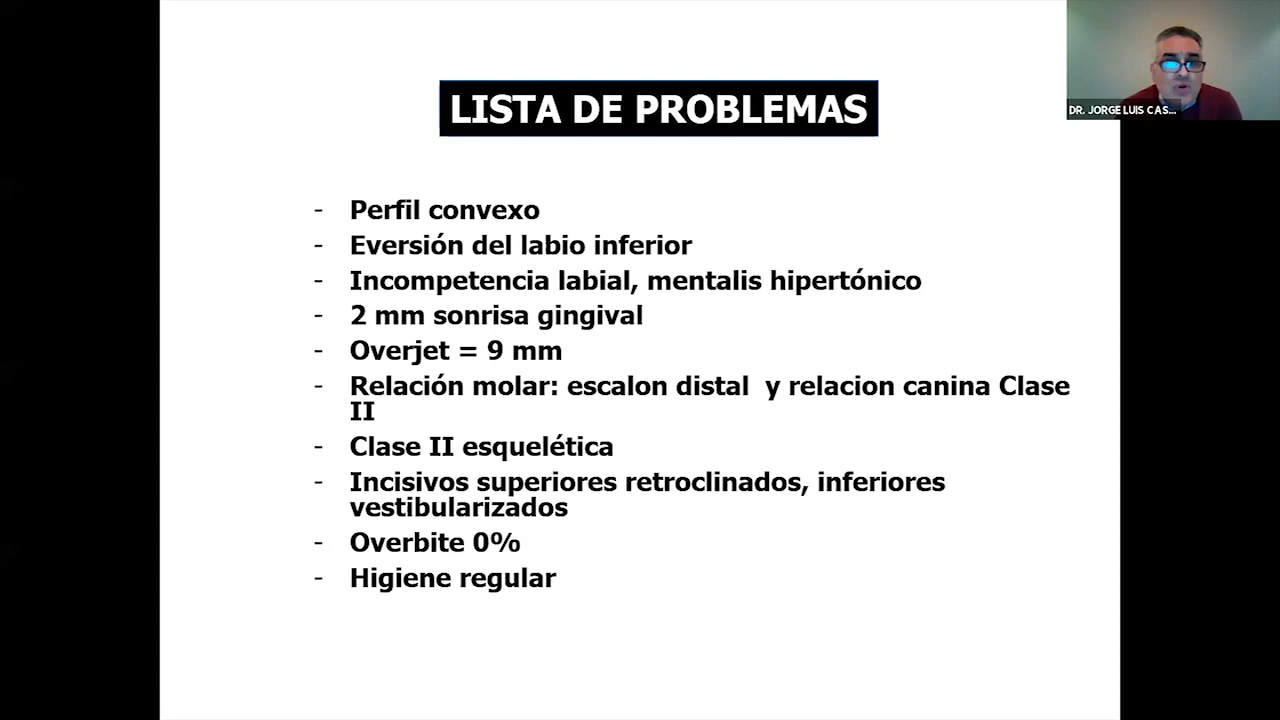 LISTA DE PROBLEMAS
DR. JORGE LUIS CAS...
- Perfil convexo
- Eversión del labio inferior
- Incompetencia labial, mentalis hipertónico
- 2 mm sonrisa gingival
- Overjet = 9 mm
- Relación molar: escalon distal  y relacion canina Clase
II
- Clase II esquelética
- Incisivos superiores retroclinados, inferiores
vestibularizados
- Overbite 0%
- Higiene regular